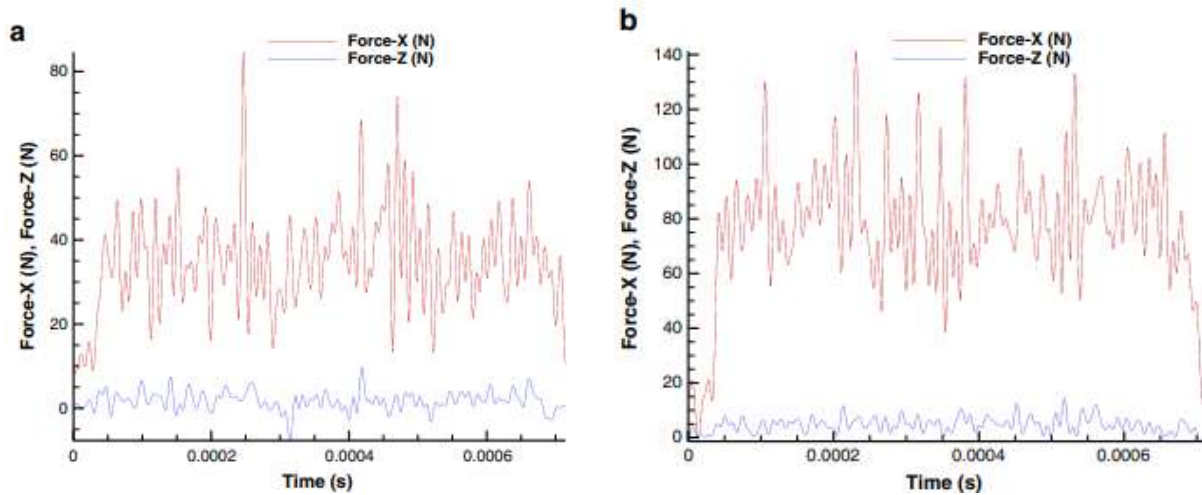 a
Force-X (N)
Force-Z (N)
Force-X (N), Force-Z (N)
80
60
40
20
0
0
0.0002
0.0004
0.0006
Time (s)
b
Force-X (N)
Force-Z (N)
Force-X (N), Force-Z (N)
140
120
100
80
60
40
20
0
0
0.0002
0.0004
0.0006
Time (s)